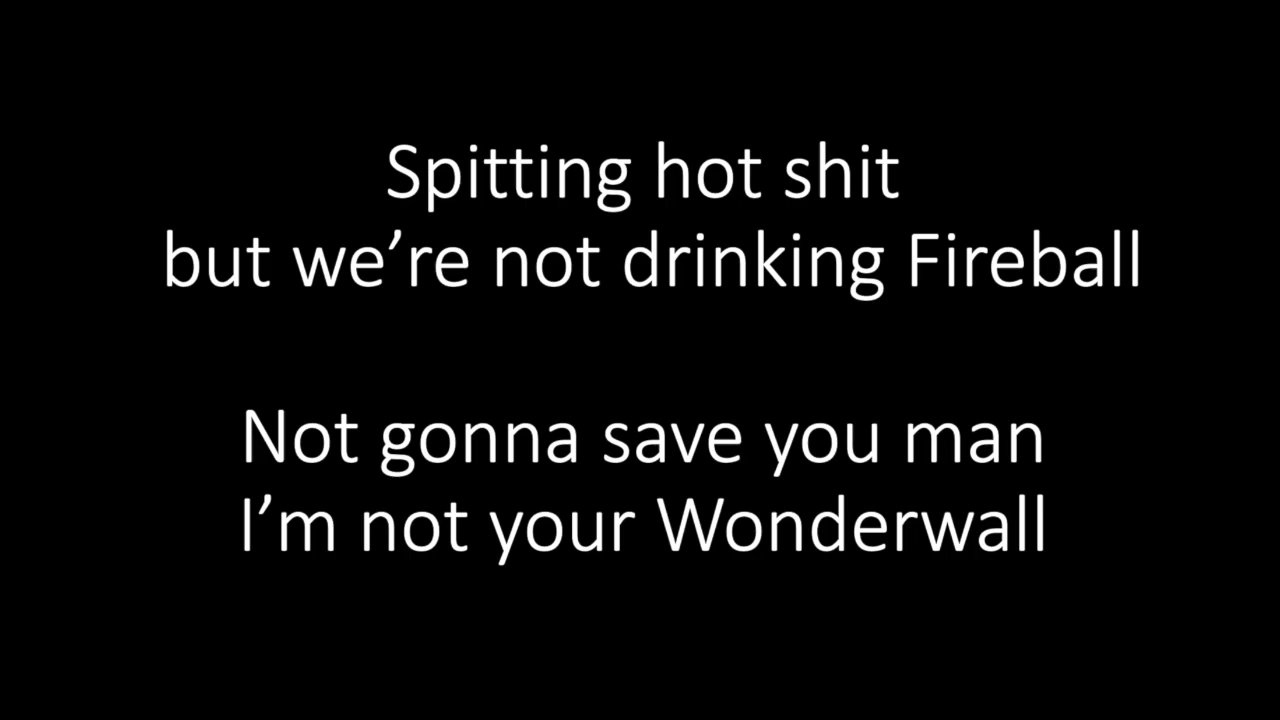 Spitting hot shit
but we’re not drinking Fireball
Not gonna save you man
I’m not your Wonderwall